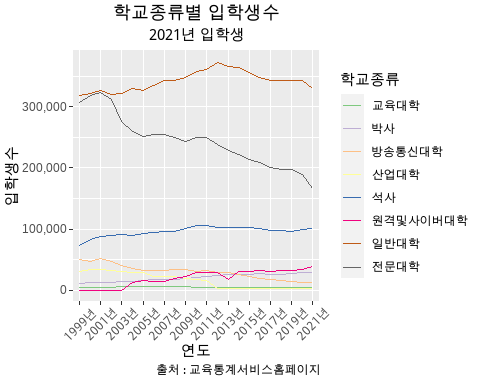 학교종류별 입학생수
2021년 입학생
입학생수
300,000
200,000
100,000
0
1999년
2001년
2003년
2005년
2007년
2009년
2011년
2013년
2015년
2017년
2019년
2021년
연도
출처 : 교육통계서비스홈페이지
학교종류
교육대학
박사
방송통신대학
산업대학
석사
원격및사이버대학
일반대학
전문대학